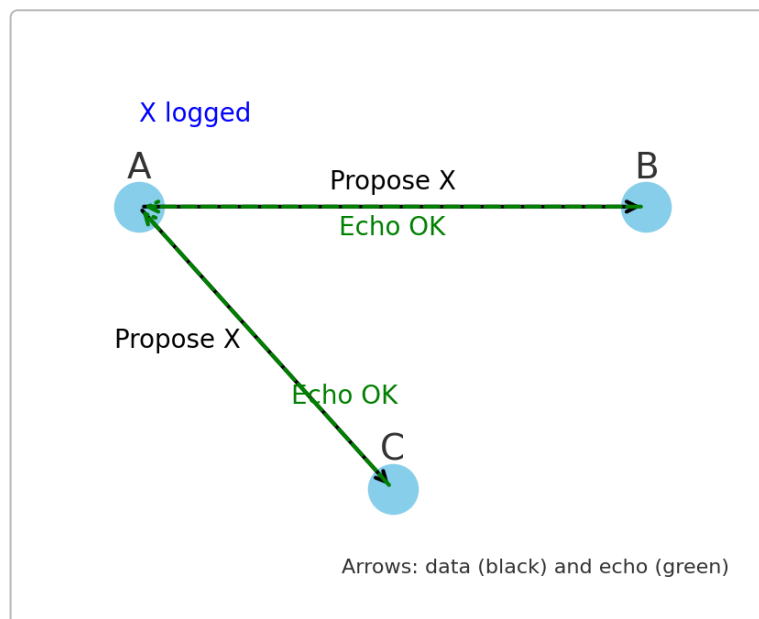 X logged
A
B
Propose X
Echo OK
Propose X
Echo OK
C
Arrows: data (black) and echo (green)